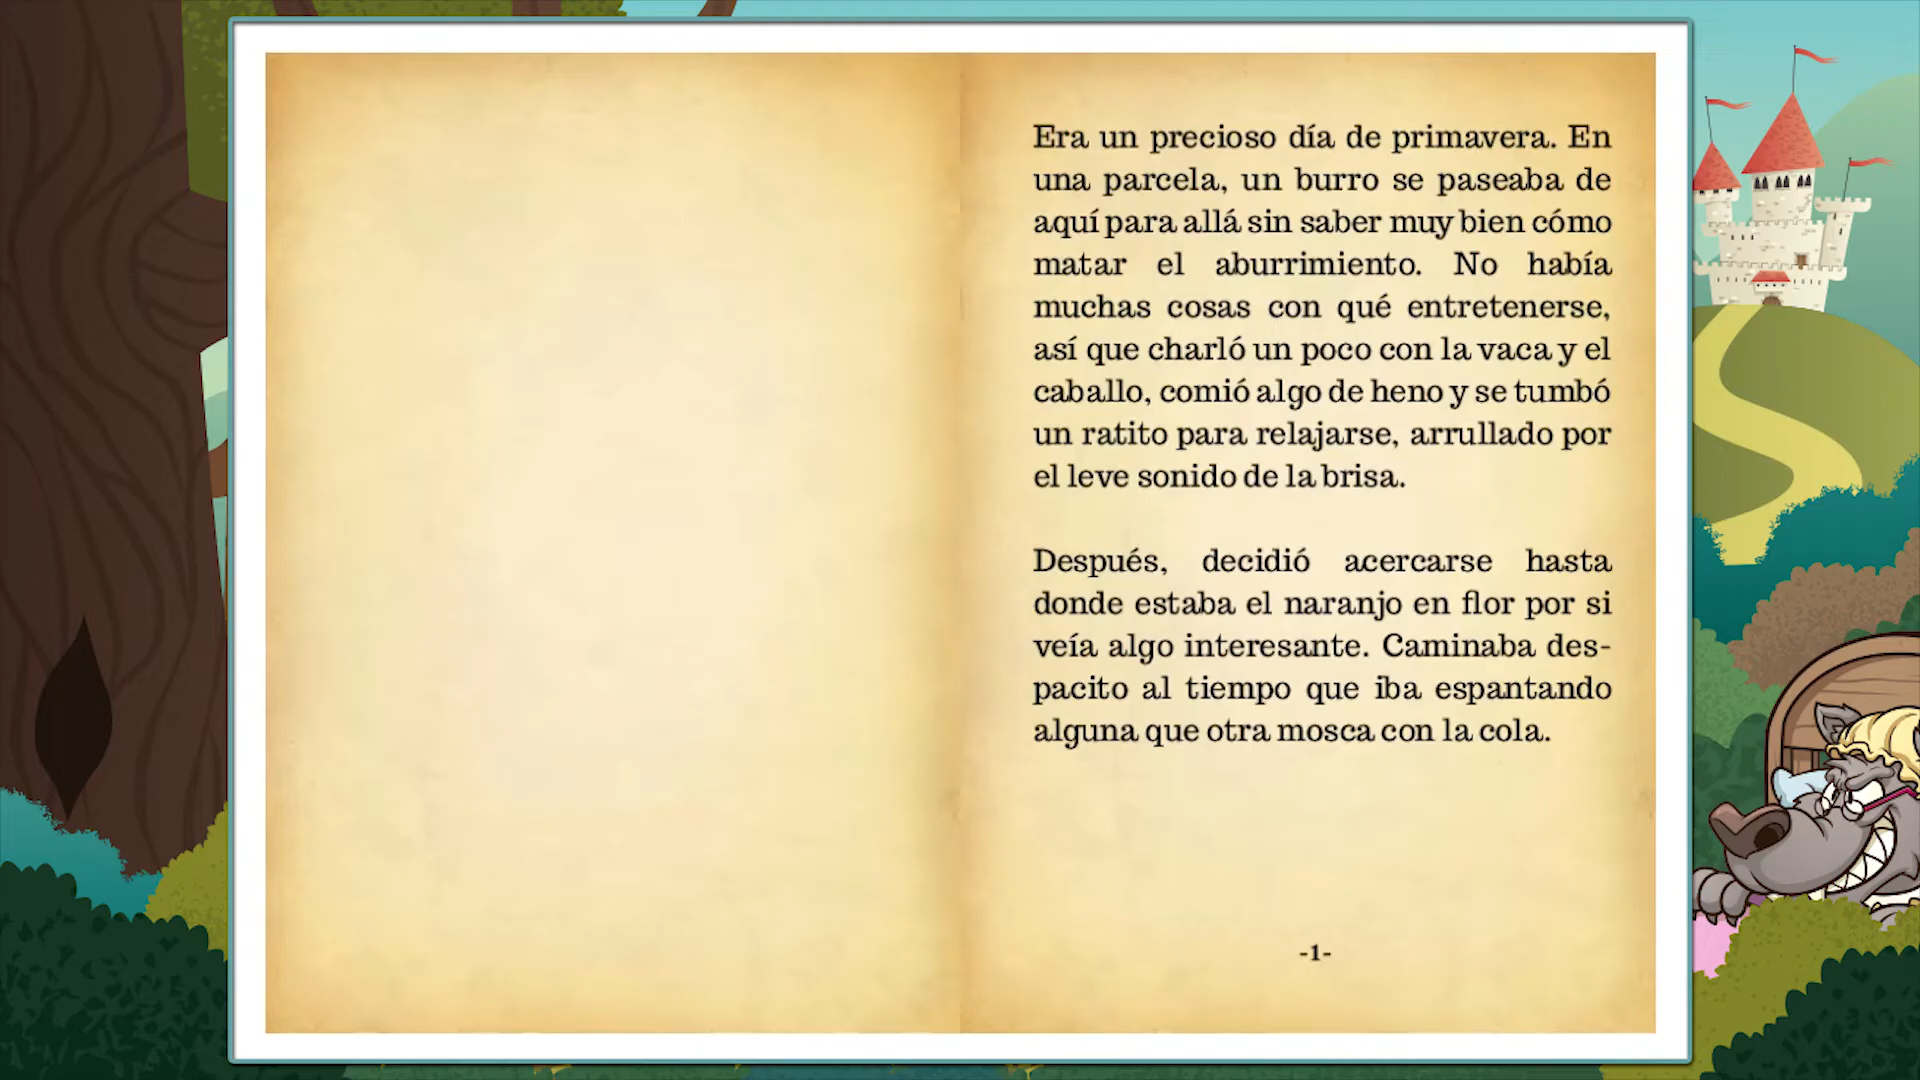 Era un precioso día de primavera. En
una parcela, un burro se paseaba de
aquí para allá sin saber muy bien cómo
matar el aburrimiento. No había
muchas cosas con qué entretenerse,
así que charló un poco con la vaca y el
caballo, comió algo de heno y se tumbó
un ratito para relajarse, arrullado por
el leve sonido de la brisa.
Después, decidió acercarse hasta
donde estaba el naranjo en flor por si
veía algo interesante. Caminaba des-
pacito al tiempo que iba espantando
alguna que otra mosca con la cola.
-1-